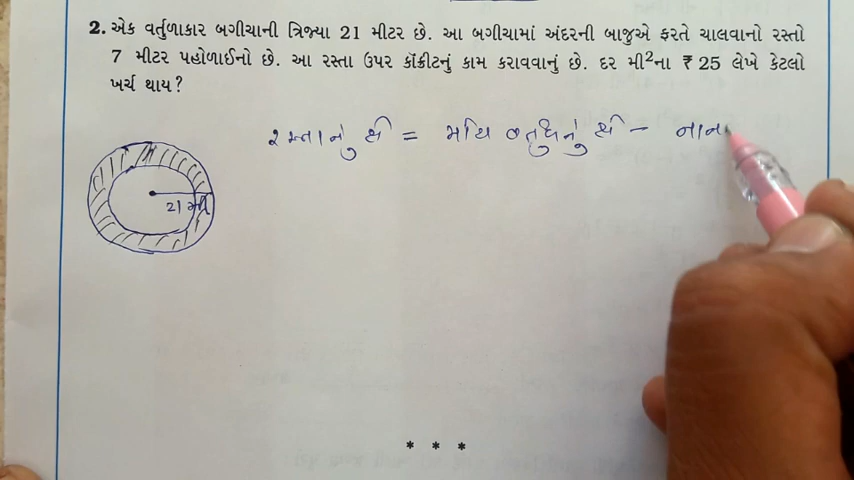 2. એક વર્તુળાકાર બગીચાની ત્રિજ્યા 21 મીટર છે. આ બગીચામાં અંદરની બાજુએ ફરતે ચાલવાનો રસ્તો
7 મીટર પહોળાઈનો છે. આ રસ્તા ઉપર કૉંક્રીટનું કામ કરાવવાનું છે. દર મી²ના ₹ 25 લેખે કેટલો
ખર્ચ થાય ?
રસ્તાનું ક્ષે = મોટા વર્તુળનું ક્ષે – નાના
21 મી
* * *